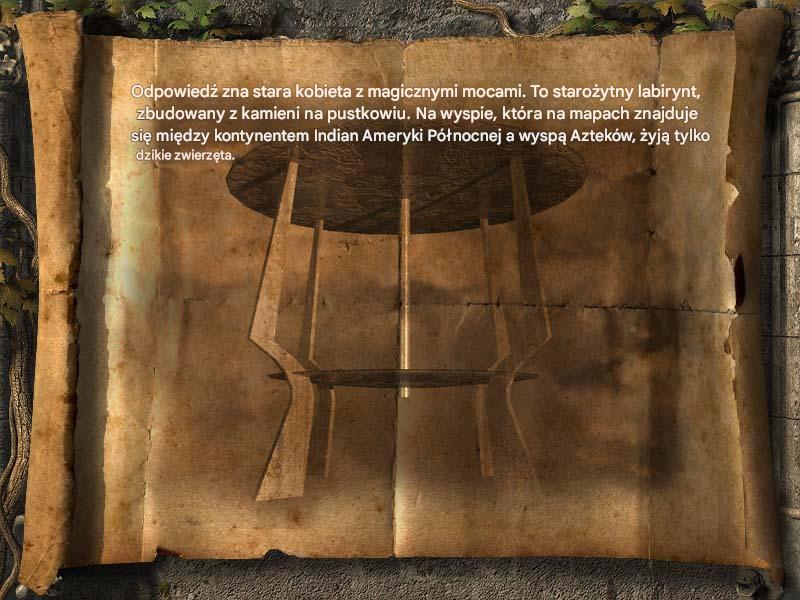 Odpowiedź zna stara kobieta z magicznymi mocami. To starożytny labirynt,
zbudowany z kamieni na pustkowiu. Na wyspie, która na mapach znajduje
się między kontynentem Indian Ameryki Północnej a wyspą Azteków, żyją tylko
dzikie zwierzęta.